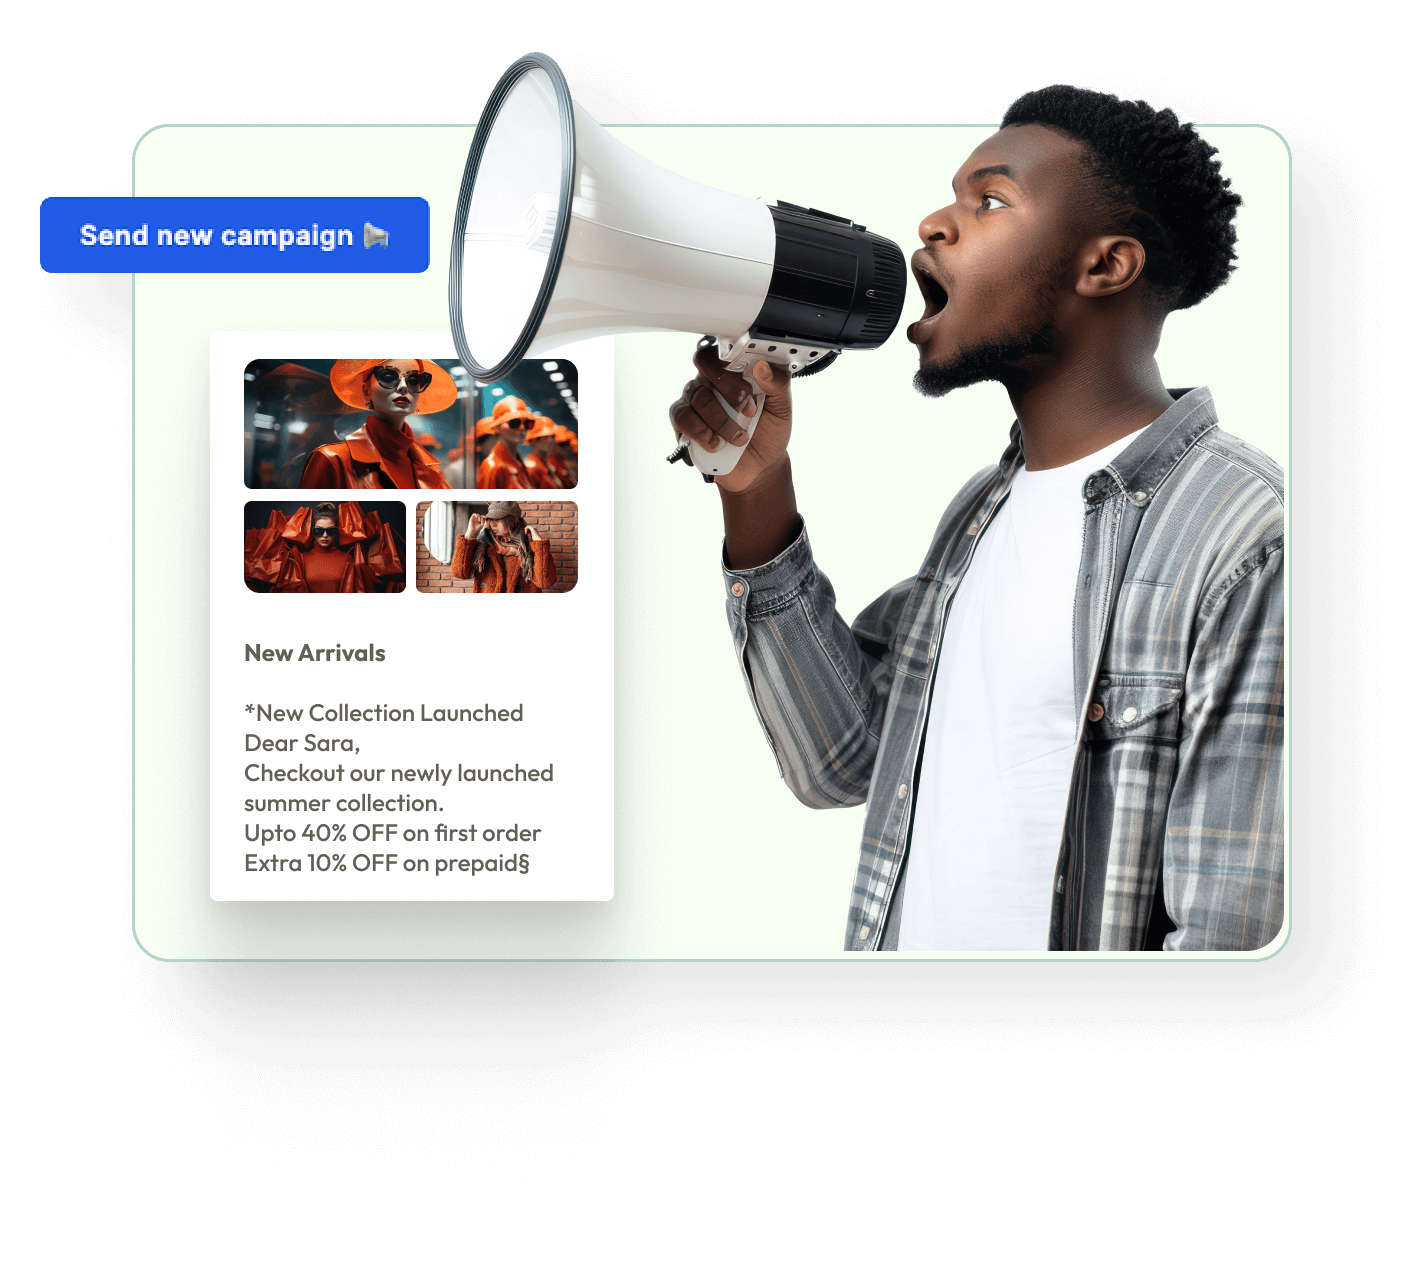 Send new campaign
New Arrivals
*New Collection Launched
Dear Sara,
Checkout our newly launched
summer collection.
Upto 40% OFF on first order
Extra 10% OFF on prepaid§